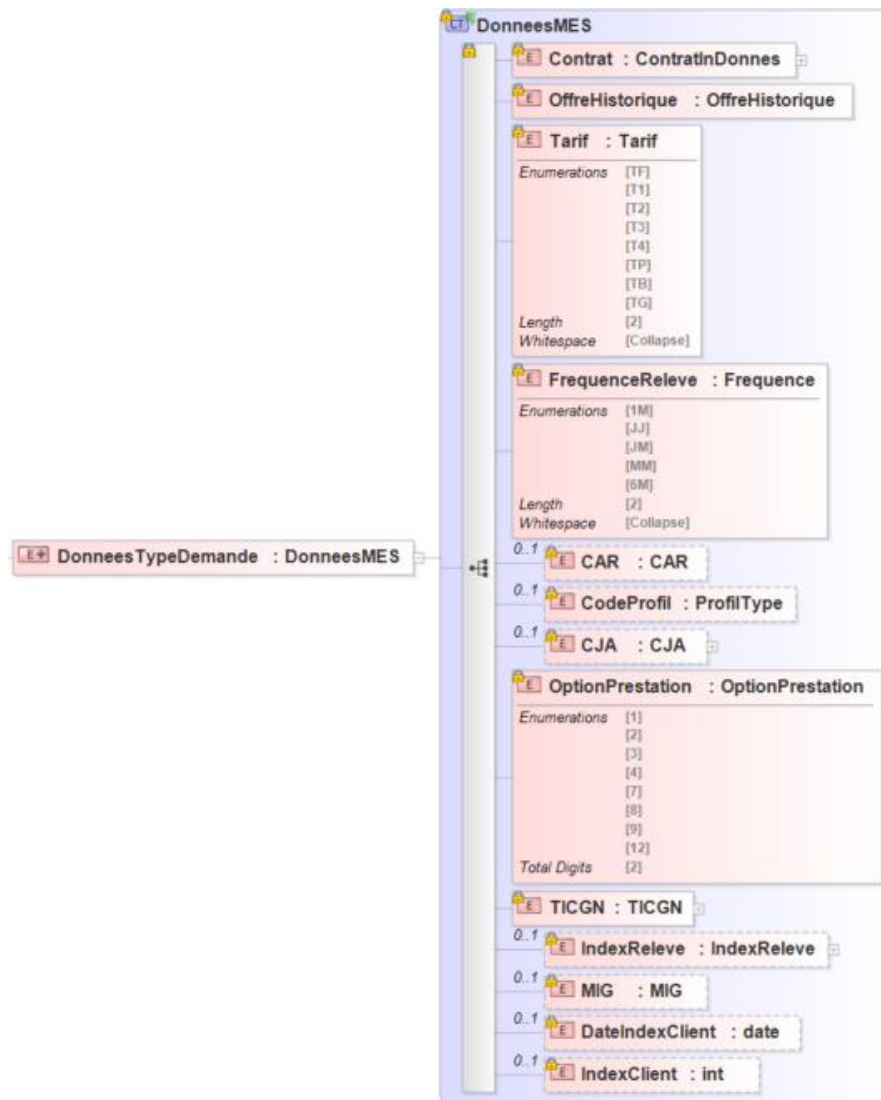 CT DonneesMES
E Contrat : ContratInDonnes
E OffreHistorique : OffreHistorique
E Tarif : Tarif
Enumerations [TF]
[T1]
[T2]
[T3]
[T4]
[TP]
[TB]
[TG]
Length [2]
Whitespace [Collapse]
E FrequenceReleve : Frequence
Enumerations [1M]
[JJ]
[JM]
[MM]
[6M]
Length [2]
Whitespace [Collapse]
E DonneesTypeDemande : DonneesMES
0..1 E CAR : CAR
0..1 E CodeProfil : ProfilType
0..1 E CJA : CJA
E OptionPrestation : OptionPrestation
Enumerations [1]
[2]
[3]
[4]
[7]
[8]
[9]
[12]
Total Digits [2]
E TICGN : TICGN
0..1 E IndexReleve : IndexReleve
0..1 E MIG : MIG
0..1 E DateIndexClient : date
0..1 E IndexClient : int